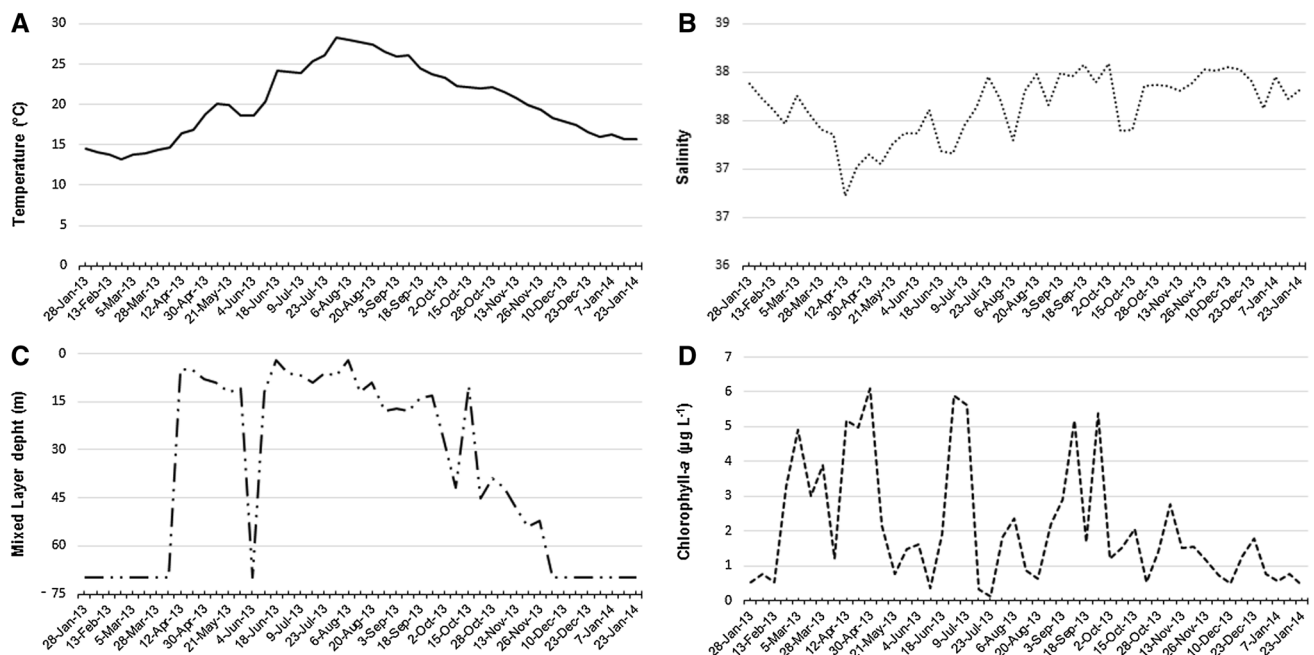 A
Temperature (°C)
30
25
20
15
10
5
0
28-Jan-13 13-Feb-13 5-Mar-13 28-Mar-13 12-Apr-13 30-Apr-13 21-May-13 4-Jun-13 18-Jun-13 9-Jul-13 23-Jul-13 6-Aug-13 20-Aug-13 3-Sep-13 18-Sep-13 2-Oct-13 15-Oct-13 28-Oct-13 13-Nov-13 26-Nov-13 10-Dec-13 23-Dec-13 7-Jan-14 23-Jan-14
B
Salinity
39
38
38
37
37
36
28-Jan-13 13-Feb-13 5-Mar-13 28-Mar-13 12-Apr-13 30-Apr-13 21-May-13 4-Jun-13 18-Jun-13 9-Jul-13 23-Jul-13 6-Aug-13 20-Aug-13 3-Sep-13 18-Sep-13 2-Oct-13 15-Oct-13 28-Oct-13 13-Nov-13 26-Nov-13 10-Dec-13 23-Dec-13 7-Jan-14 23-Jan-14
C
Mixed Layer depht (m)
0
15
30
45
60
- 75
28-Jan-13 13-Feb-13 5-Mar-13 28-Mar-13 12-Apr-13 30-Apr-13 21-May-13 4-Jun-13 18-Jun-13 9-Jul-13 23-Jul-13 6-Aug-13 20-Aug-13 3-Sep-13 18-Sep-13 2-Oct-13 15-Oct-13 28-Oct-13 13-Nov-13 26-Nov-13 10-Dec-13 23-Dec-13 7-Jan-14 23-Jan-14
D
Chlorophyll-a (µg L⁻¹)
7
6
5
4
3
2
1
0
28-Jan-13 13-Feb-13 5-Mar-13 28-Mar-13 12-Apr-13 30-Apr-13 21-May-13 4-Jun-13 18-Jun-13 9-Jul-13 23-Jul-13 6-Aug-13 20-Aug-13 3-Sep-13 18-Sep-13 2-Oct-13 15-Oct-13 28-Oct-13 13-Nov-13 26-Nov-13 10-Dec-13 23-Dec-13 7-Jan-14 23-Jan-14